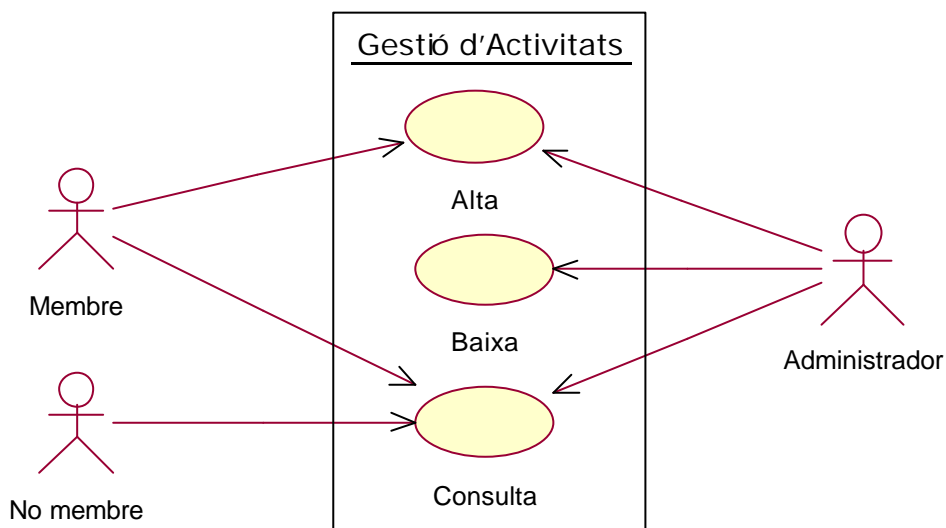 Gestió d'Activitats
Alta
Membre
Baixa
Administrador
Consulta
No membre